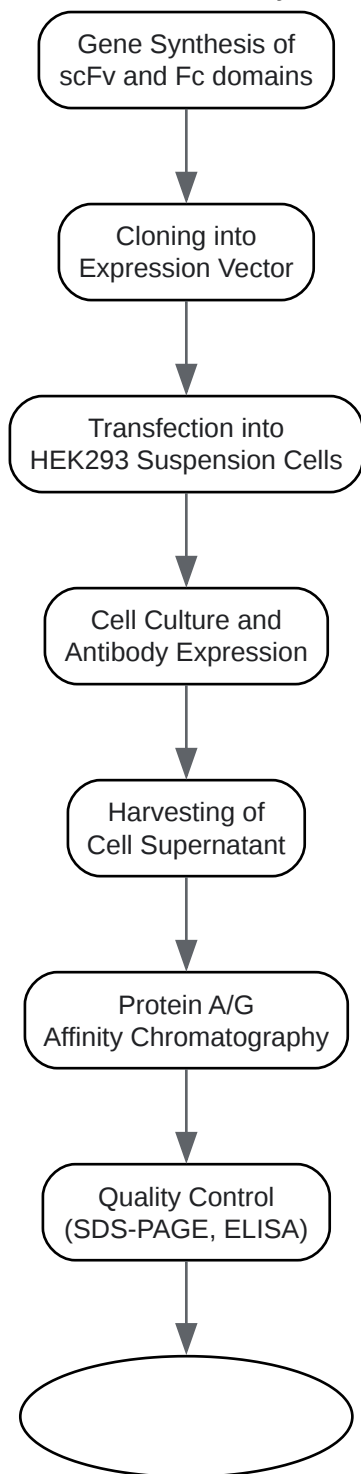 Gene Synthesis of
scFv and Fc domains
Cloning into
Expression Vector
Transfection into
HEK293 Suspension Cells
Cell Culture and
Antibody Expression
Harvesting of
Cell Supernatant
Protein A/G
Affinity Chromatography
Quality Control
(SDS-PAGE, ELISA)